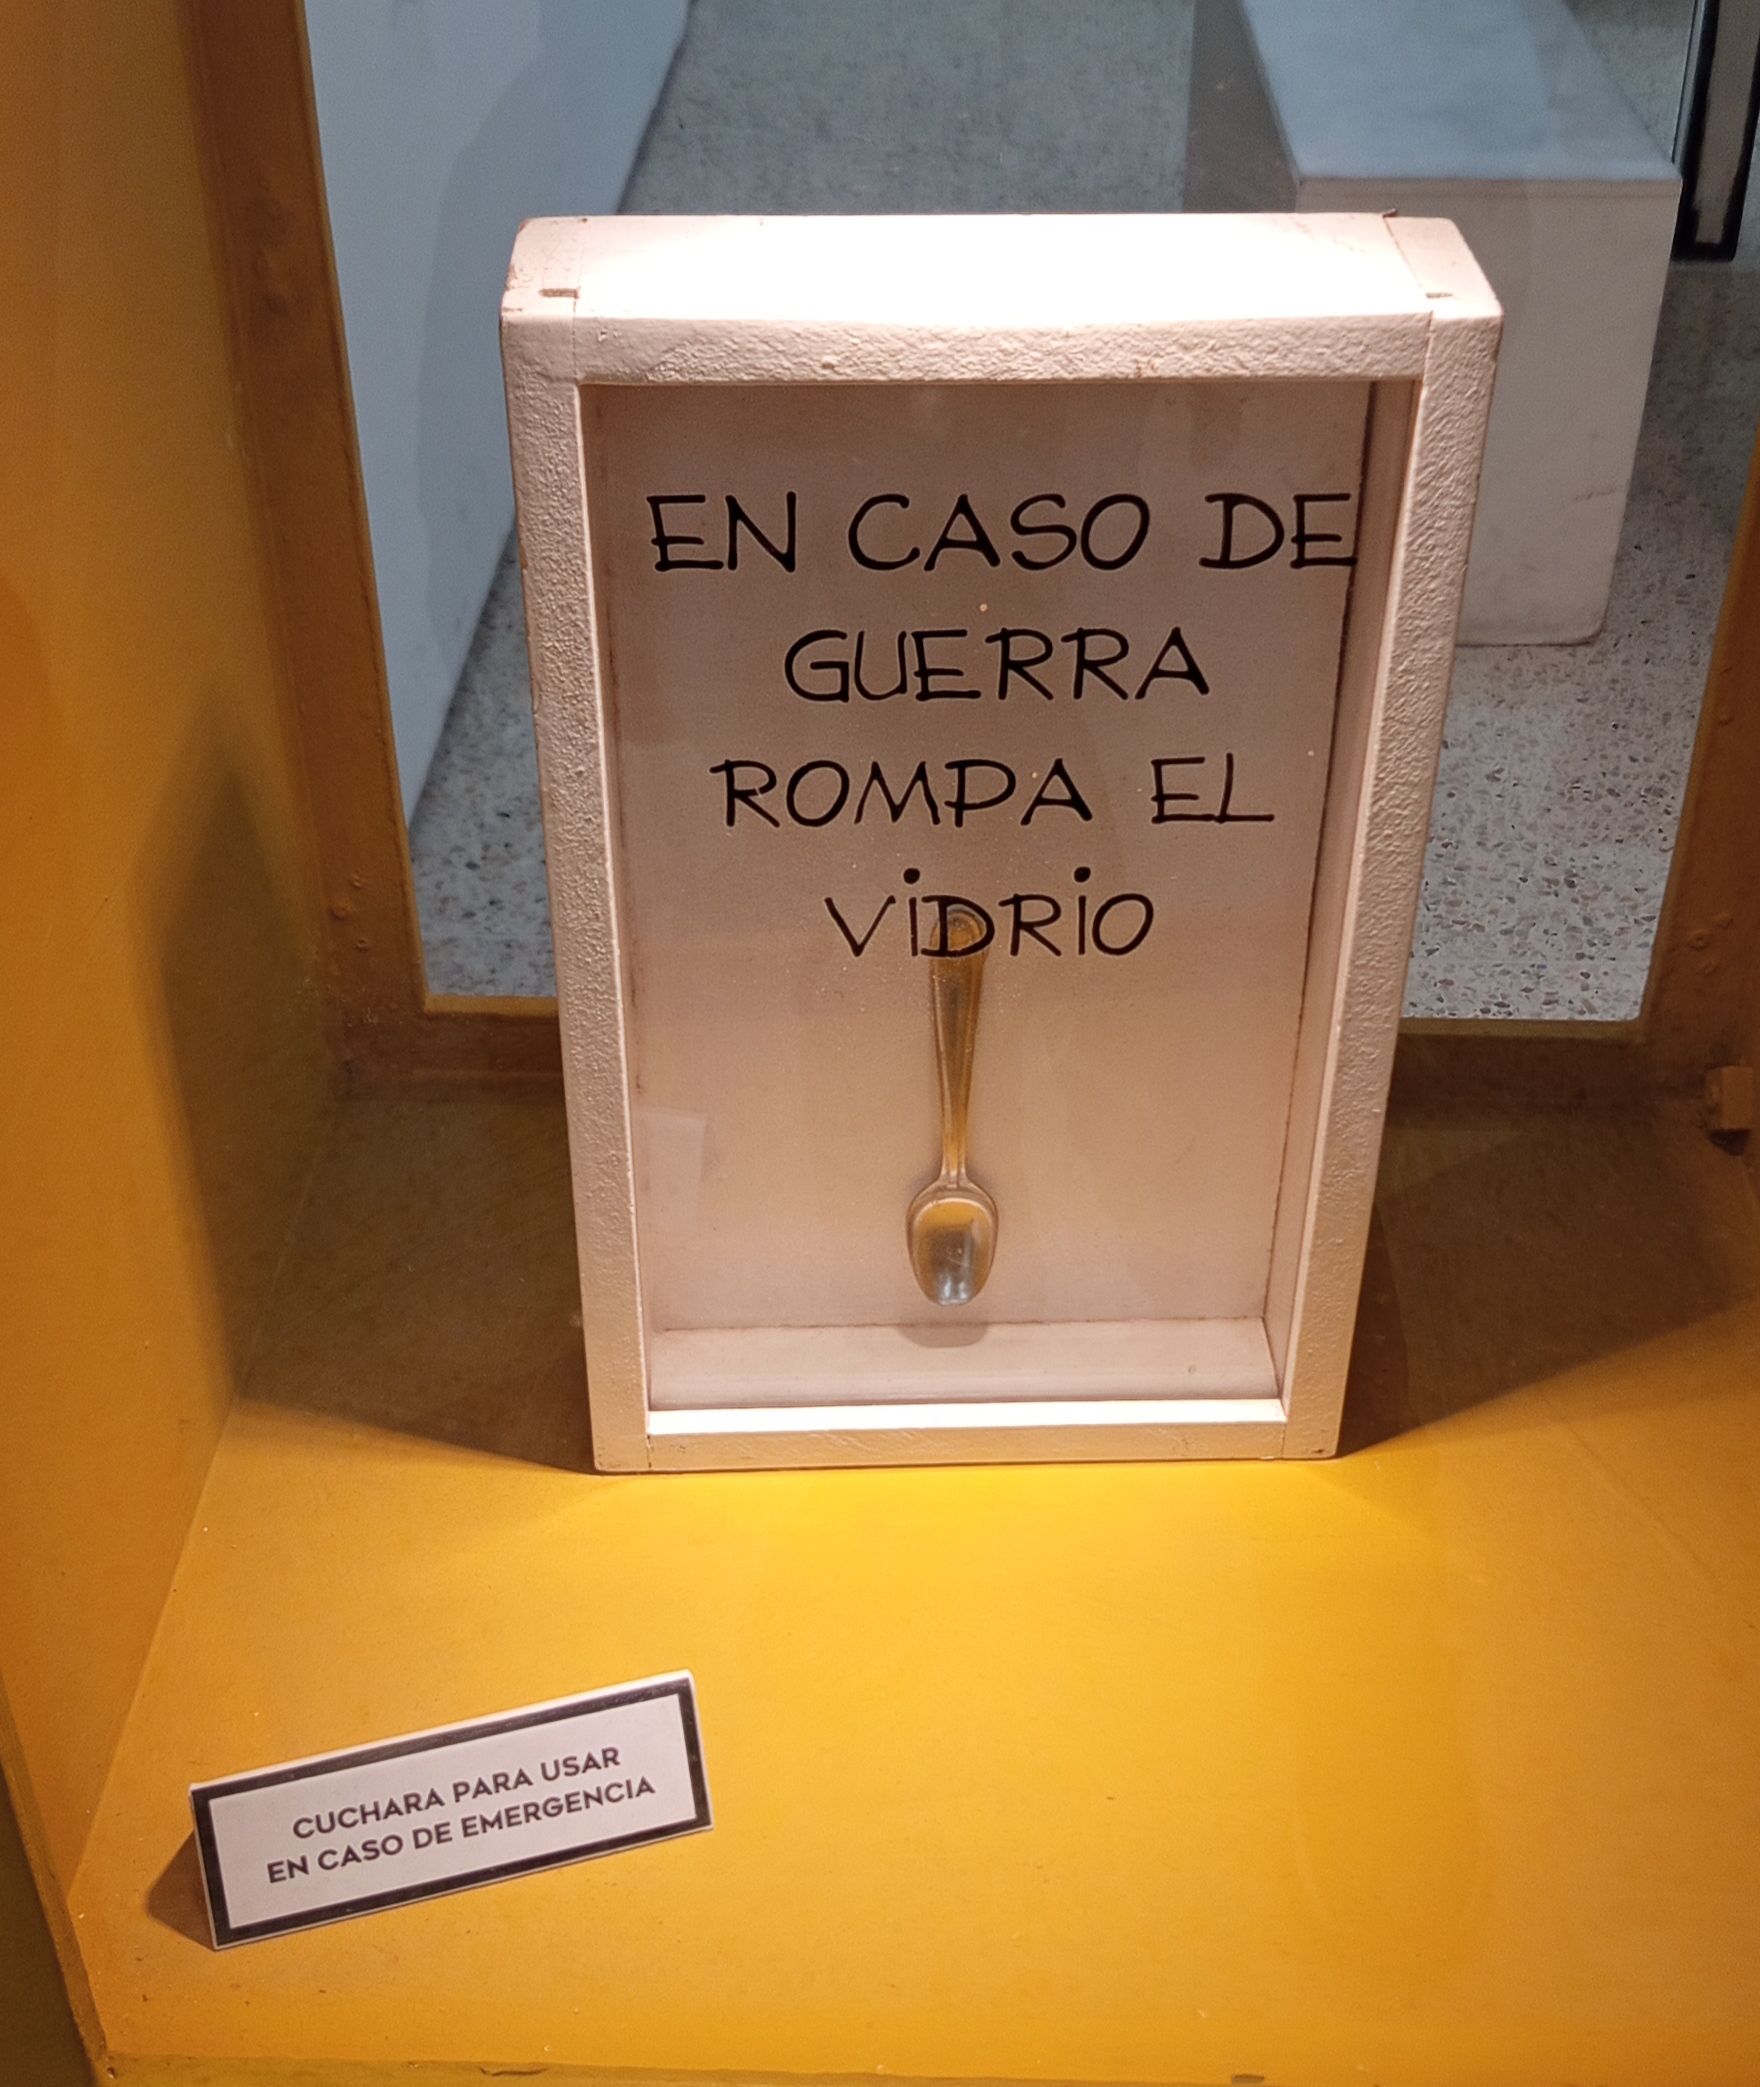 EN CASO DE
GUERRA
ROMPA EL
ViDRiO
CUCHARA PARA USAR
EN CASO DE EMERGENCIA